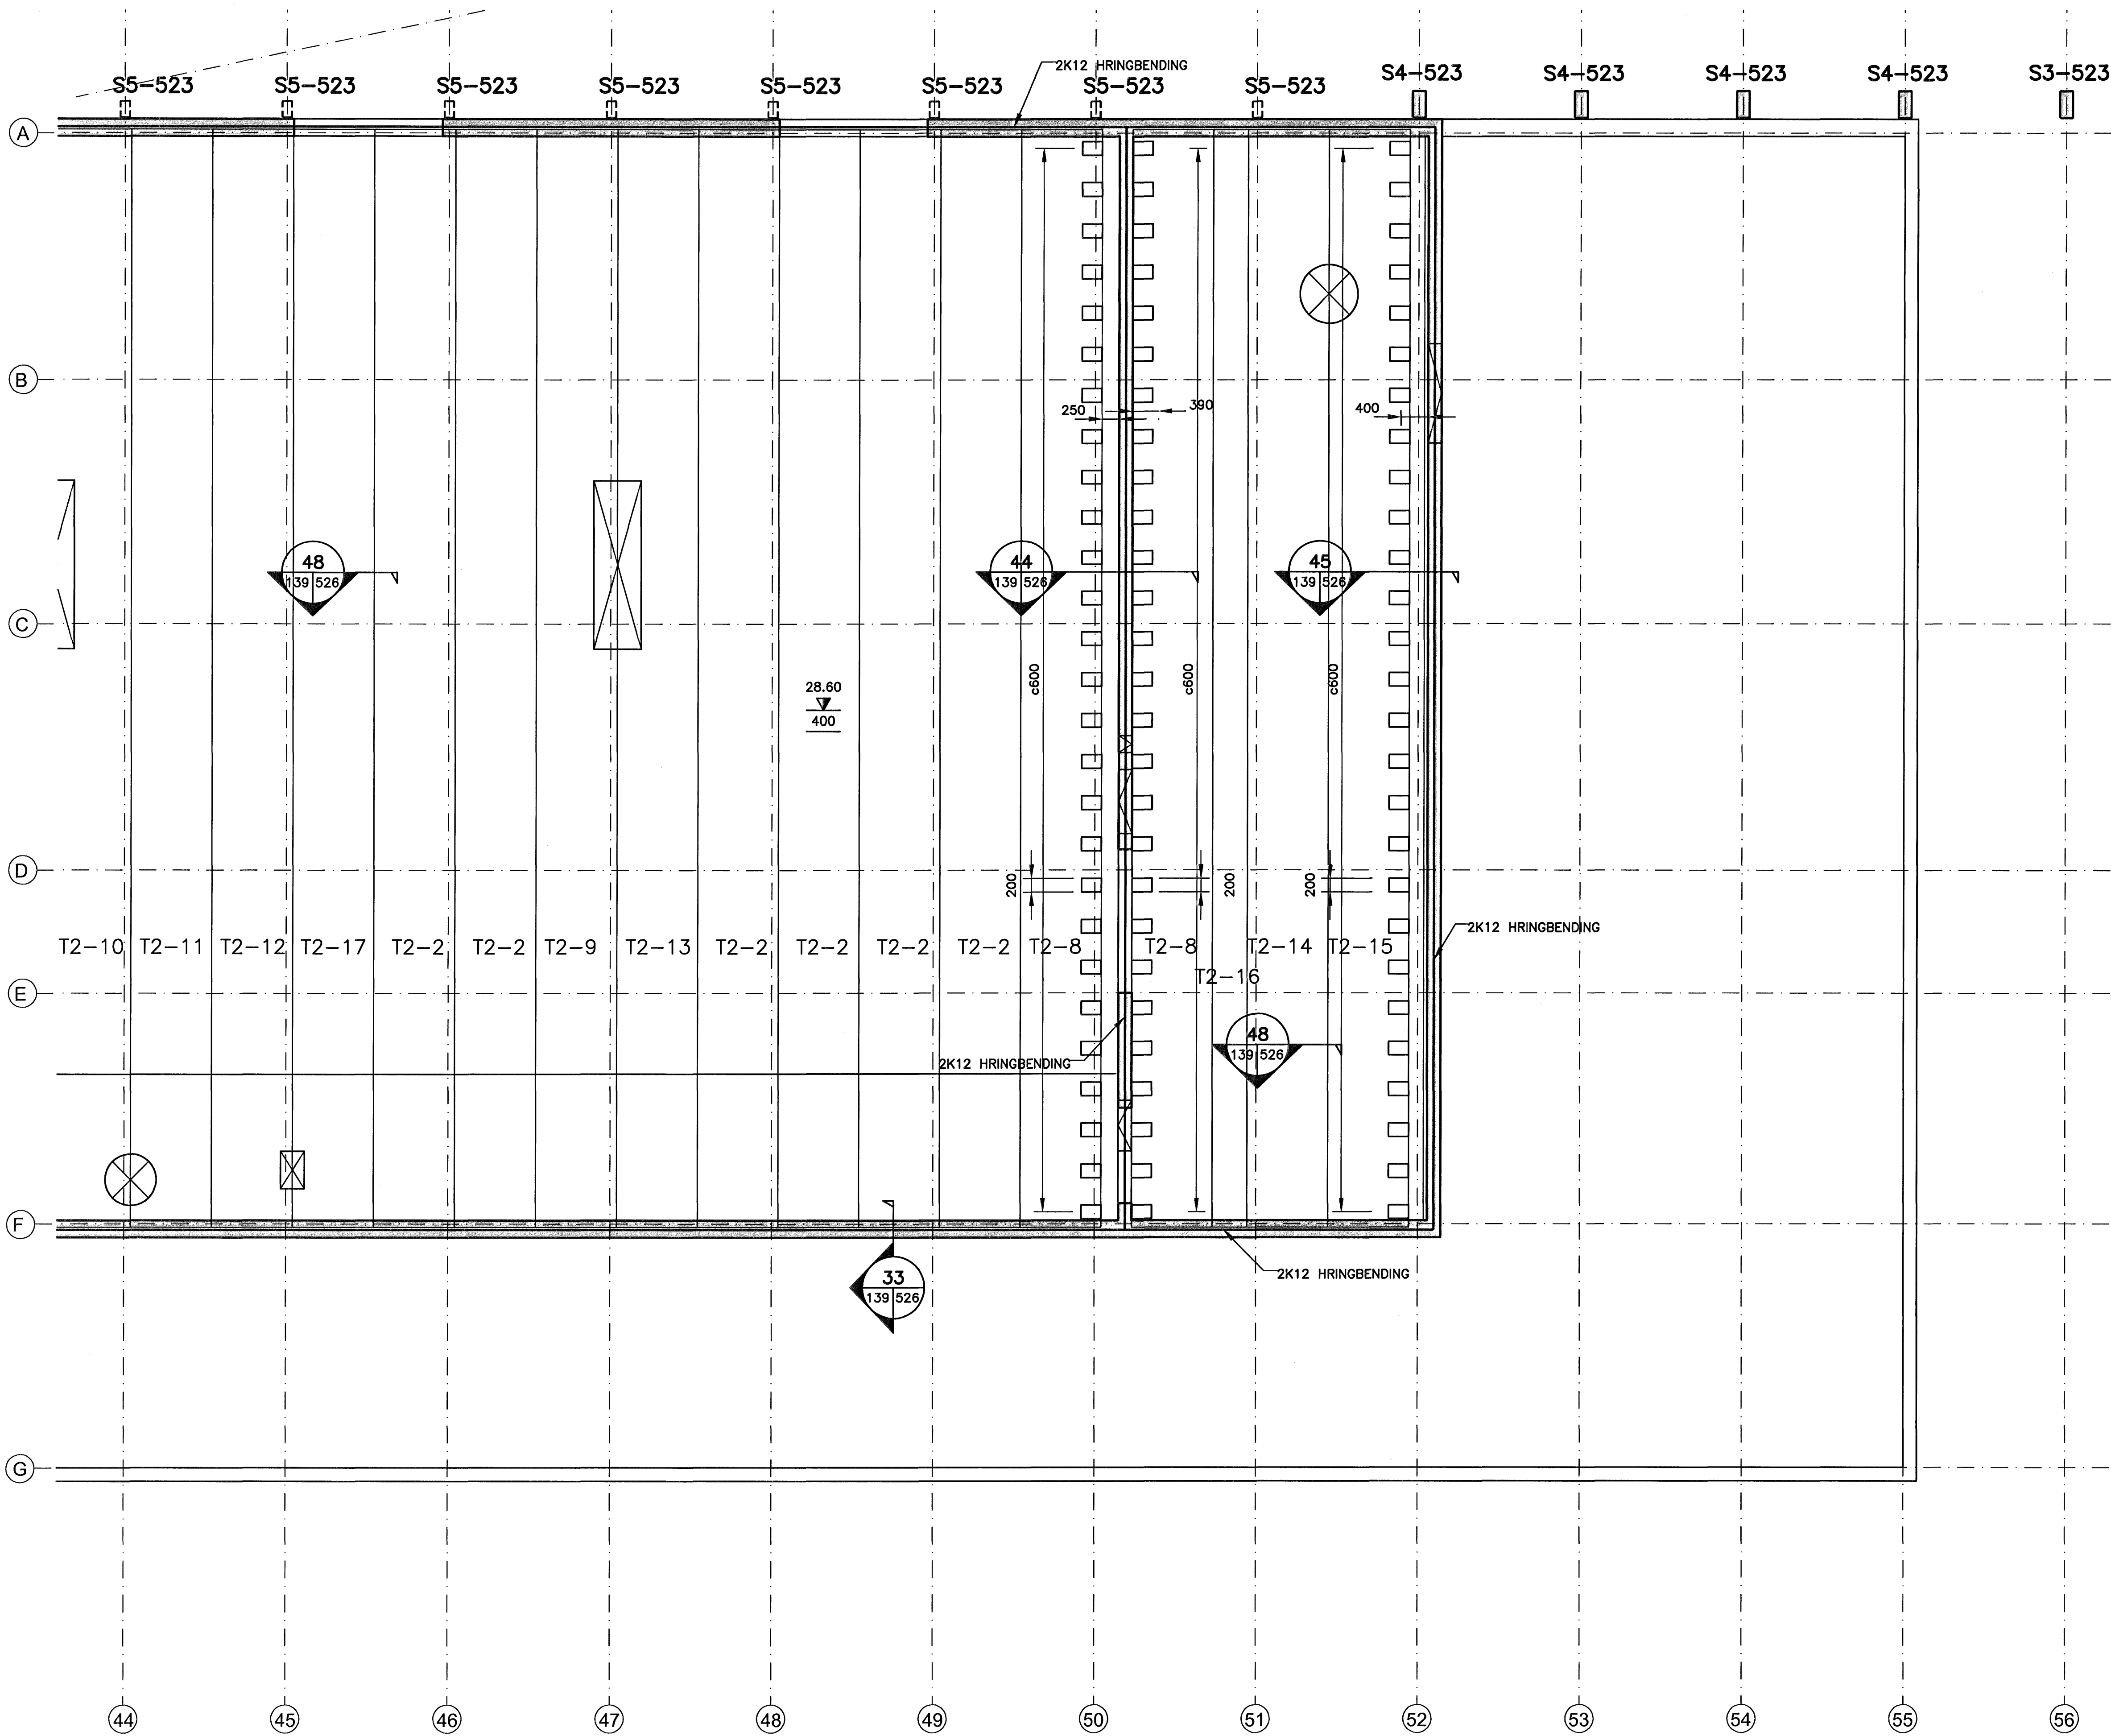 2K12 HRINGBENDING
S5-523 S5-523 S5-523 S5-523 S5-523 S5-523 S5-523 S5-523 S4-523 S4-523 S4-523 S4-523 S3-523
A
B
250 390 400
48
139 526
44
139 526
45
139 526
C
c600 c600 c600
28.60
400
D
200 200 200
T2-10 T2-11 T2-12 T2-17 T2-2 T2-2 T2-9 T2-13 T2-2 T2-2 T2-2 T2-2 T2-8 T2-8 T2-14 T2-15
2K12 HRINGBENDING
T2-16
E
48
139 526
2K12 HRINGBENDING
F
33
139 526
2K12 HRINGBENDING
G
44 45 46 47 48 49 50 51 52 53 54 55 56